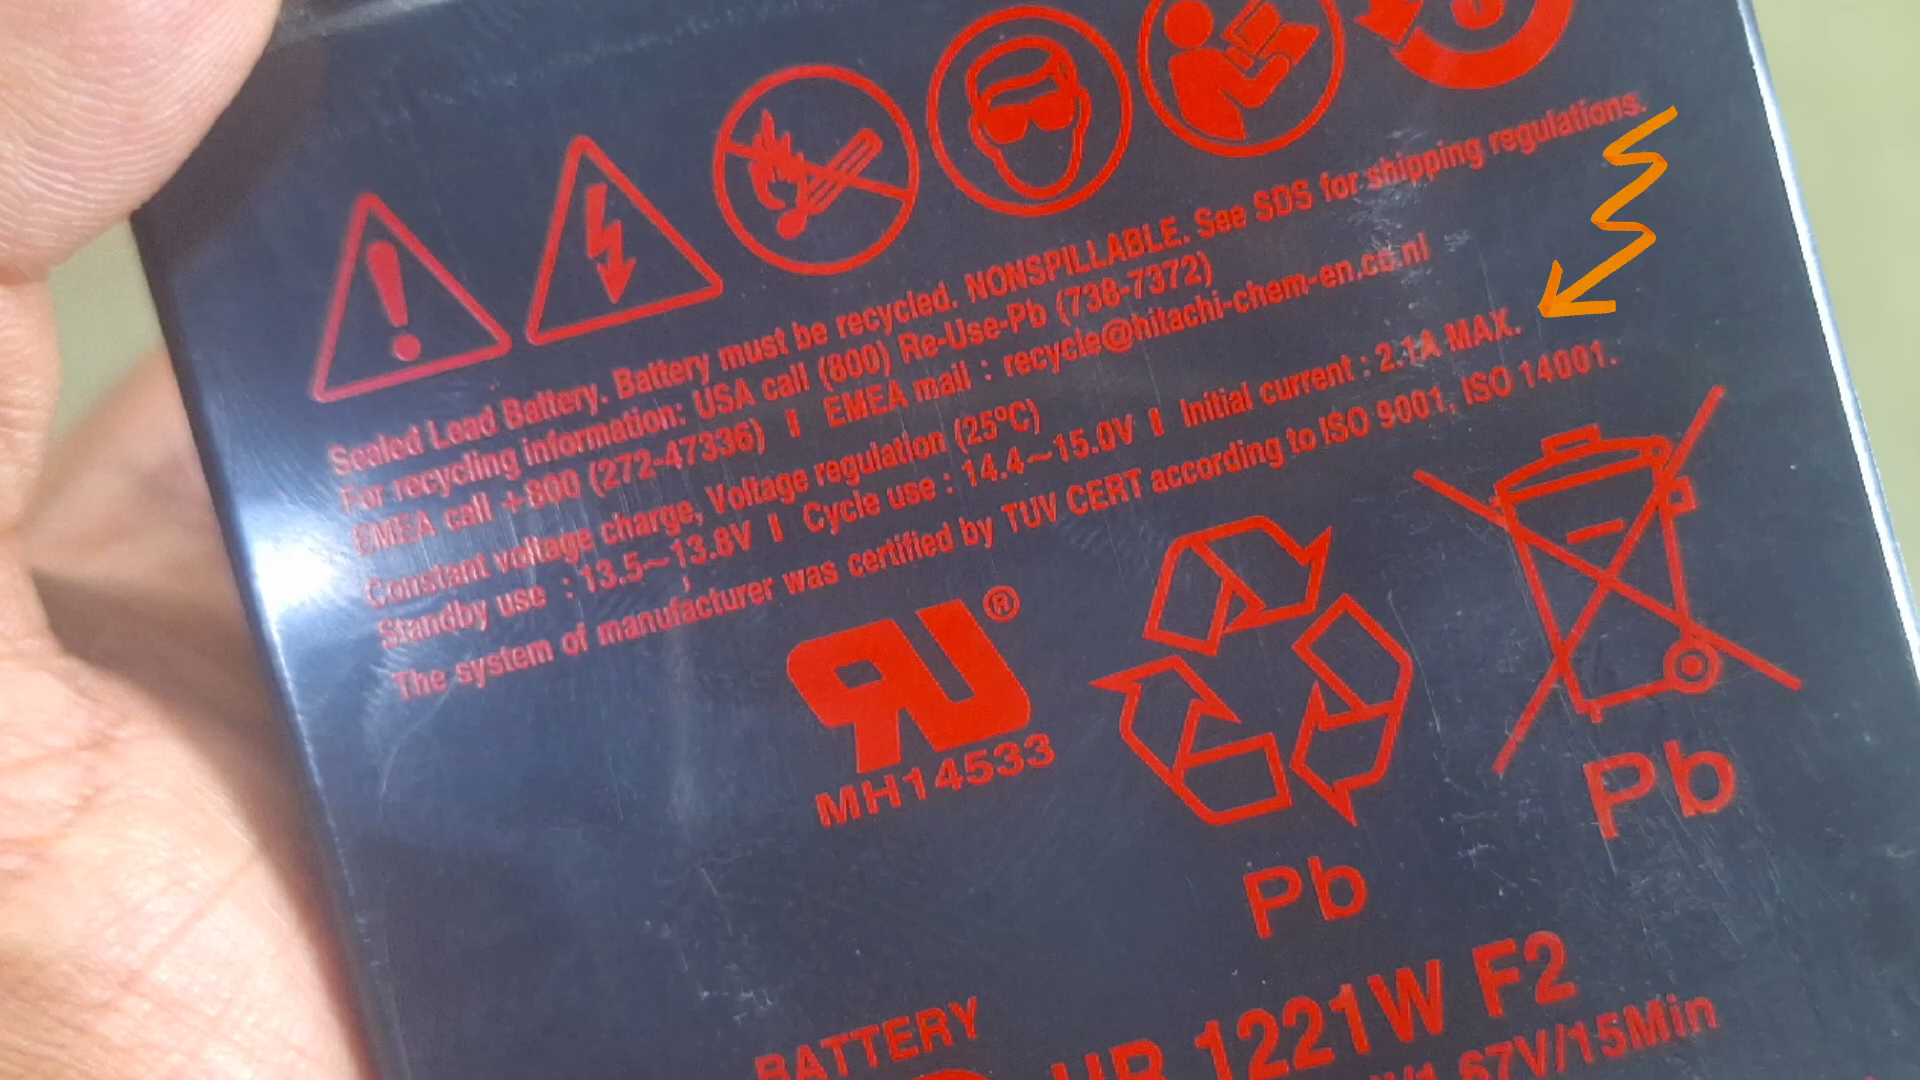 Sealed Lead Battery. Battery must be recycled. NONSPILLABLE. See SDS for shipping regulations.
For recycling information: USA call (800) Re-Use-Pb (738-7372)
EMEA call +800 (272-47336) I EMEA mail : recycle@hitachi-chem-en.co.nl
Constant voltage charge, Voltage regulation (25°C)
Standby use : 13.5~13.8V I Cycle use : 14.4~15.0V I Initial current : 2.1A MAX.
The system of manufacturer was certified by TUV CERT according to ISO 9001, ISO 14001.
RU®
MH14533
Pb
Pb
BATTERY
HR 1221W F2
1.67V/15Min